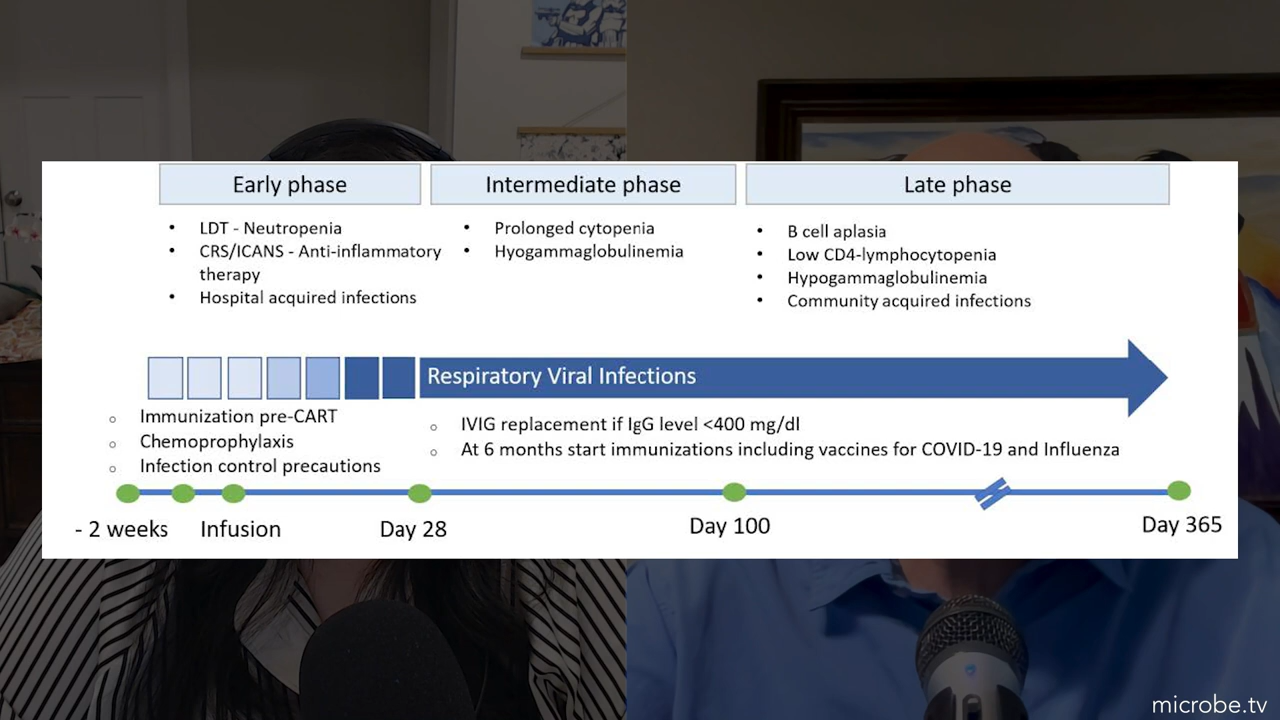 Early phase
Intermediate phase
Late phase
• LDT - Neutropenia
• CRS/ICANS - Anti-inflammatory
therapy
• Hospital acquired infections
• Prolonged cytopenia
• Hyogammaglobulinemia
• B cell aplasia
• Low CD4-lymphocytopenia
• Hypogammaglobulinemia
• Community acquired infections
Respiratory Viral Infections
o Immunization pre-CART
o Chemoprophylaxis
o Infection control precautions
o IVIG replacement if IgG level <400 mg/dl
o At 6 months start immunizations including vaccines for COVID-19 and Influenza
- 2 weeks
Infusion
Day 28
Day 100
Day 365
microbe.tv